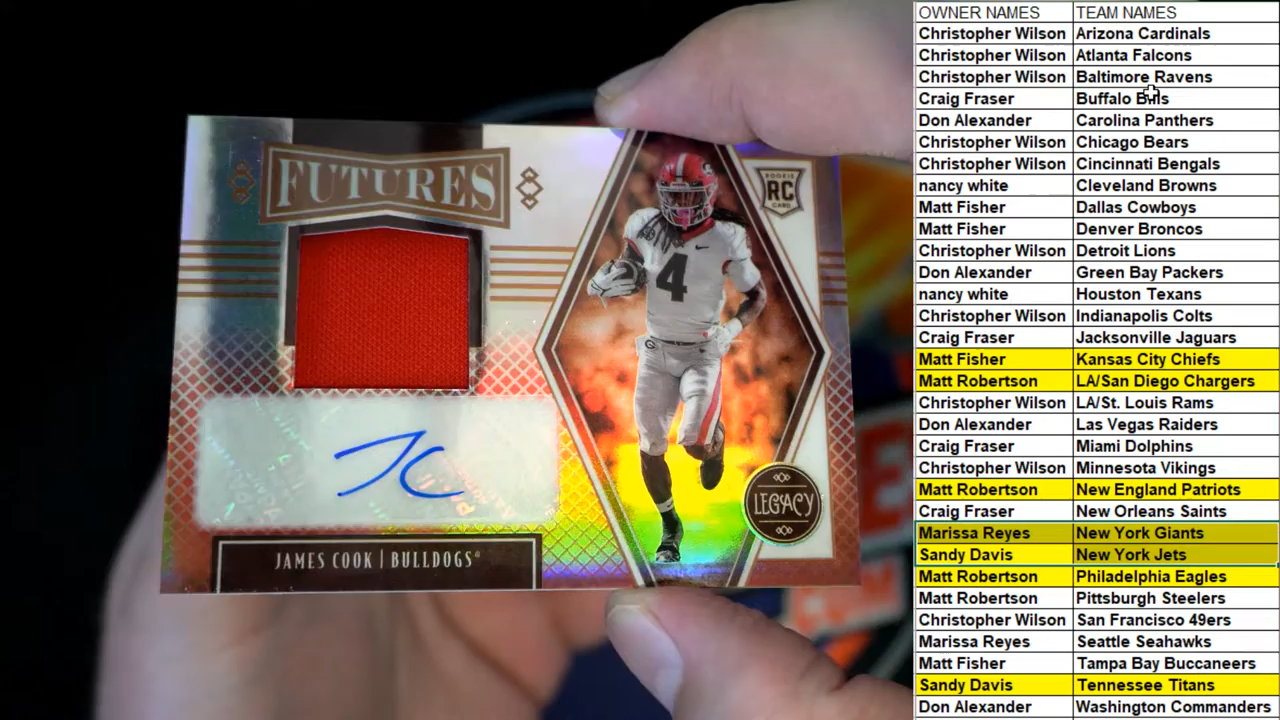 FUTURES
ROOKIE
RC
CARD
4
G
JC
LEGACY
JAMES COOK | BULLDOGS
OWNER NAMES TEAM NAMES
Christopher Wilson Arizona Cardinals
Christopher Wilson Atlanta Falcons
Christopher Wilson Baltimore Ravens
Craig Fraser Buffalo Bills
Don Alexander Carolina Panthers
Christopher Wilson Chicago Bears
Christopher Wilson Cincinnati Bengals
nancy white Cleveland Browns
Matt Fisher Dallas Cowboys
Matt Fisher Denver Broncos
Christopher Wilson Detroit Lions
Don Alexander Green Bay Packers
nancy white Houston Texans
Christopher Wilson Indianapolis Colts
Craig Fraser Jacksonville Jaguars
Matt Fisher Kansas City Chiefs
Matt Robertson LA/San Diego Chargers
Christopher Wilson LA/St. Louis Rams
Don Alexander Las Vegas Raiders
Craig Fraser Miami Dolphins
Christopher Wilson Minnesota Vikings
Matt Robertson New England Patriots
Craig Fraser New Orleans Saints
Marissa Reyes New York Giants
Sandy Davis New York Jets
Matt Robertson Philadelphia Eagles
Matt Robertson Pittsburgh Steelers
Christopher Wilson San Francisco 49ers
Marissa Reyes Seattle Seahawks
Matt Fisher Tampa Bay Buccaneers
Sandy Davis Tennessee Titans
Don Alexander Washington Commanders